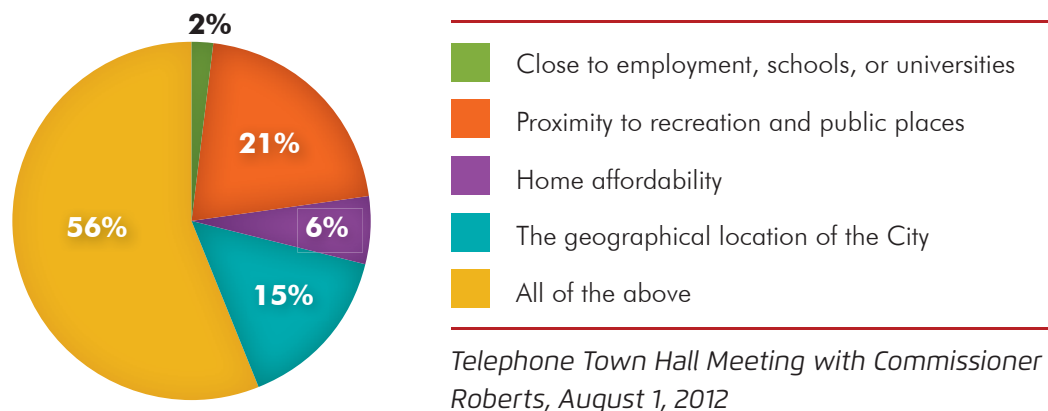 2%
21%
6%
15%
56%
Close to employment, schools, or universities
Proximity to recreation and public places
Home affordability
The geographical location of the City
All of the above
Telephone Town Hall Meeting with Commissioner
Roberts, August 1, 2012